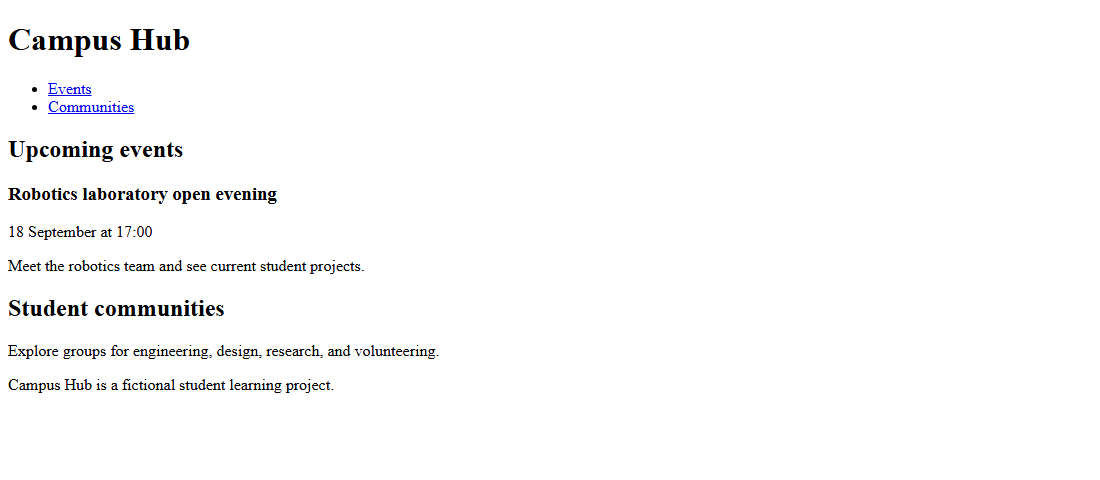 Campus Hub
Events
Communities
Upcoming events
Robotics laboratory open evening
18 September at 17:00
Meet the robotics team and see current student projects.
Student communities
Explore groups for engineering, design, research, and volunteering.
Campus Hub is a fictional student learning project.